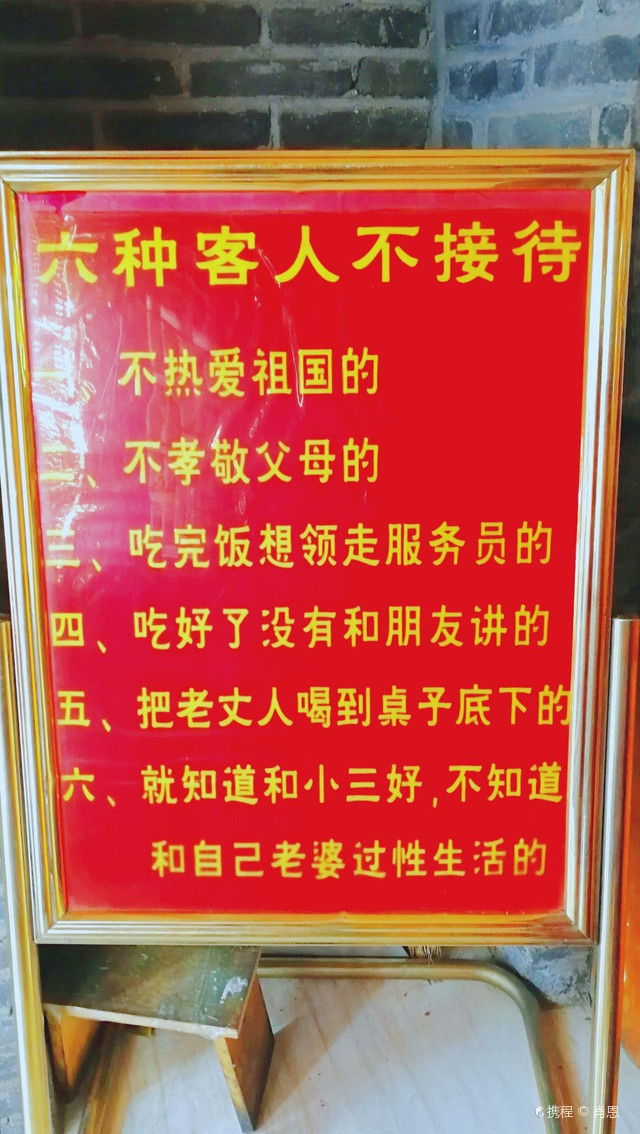 六种客人不接待
一、不热爱祖国的
二、不孝敬父母的
三、吃完饭想领走服务员的
四、吃好了没有和朋友讲的
五、把老丈人喝到桌子底下的
六、就知道和小三好,不知道
和自己老婆过性生活的
携程 © 肖恩